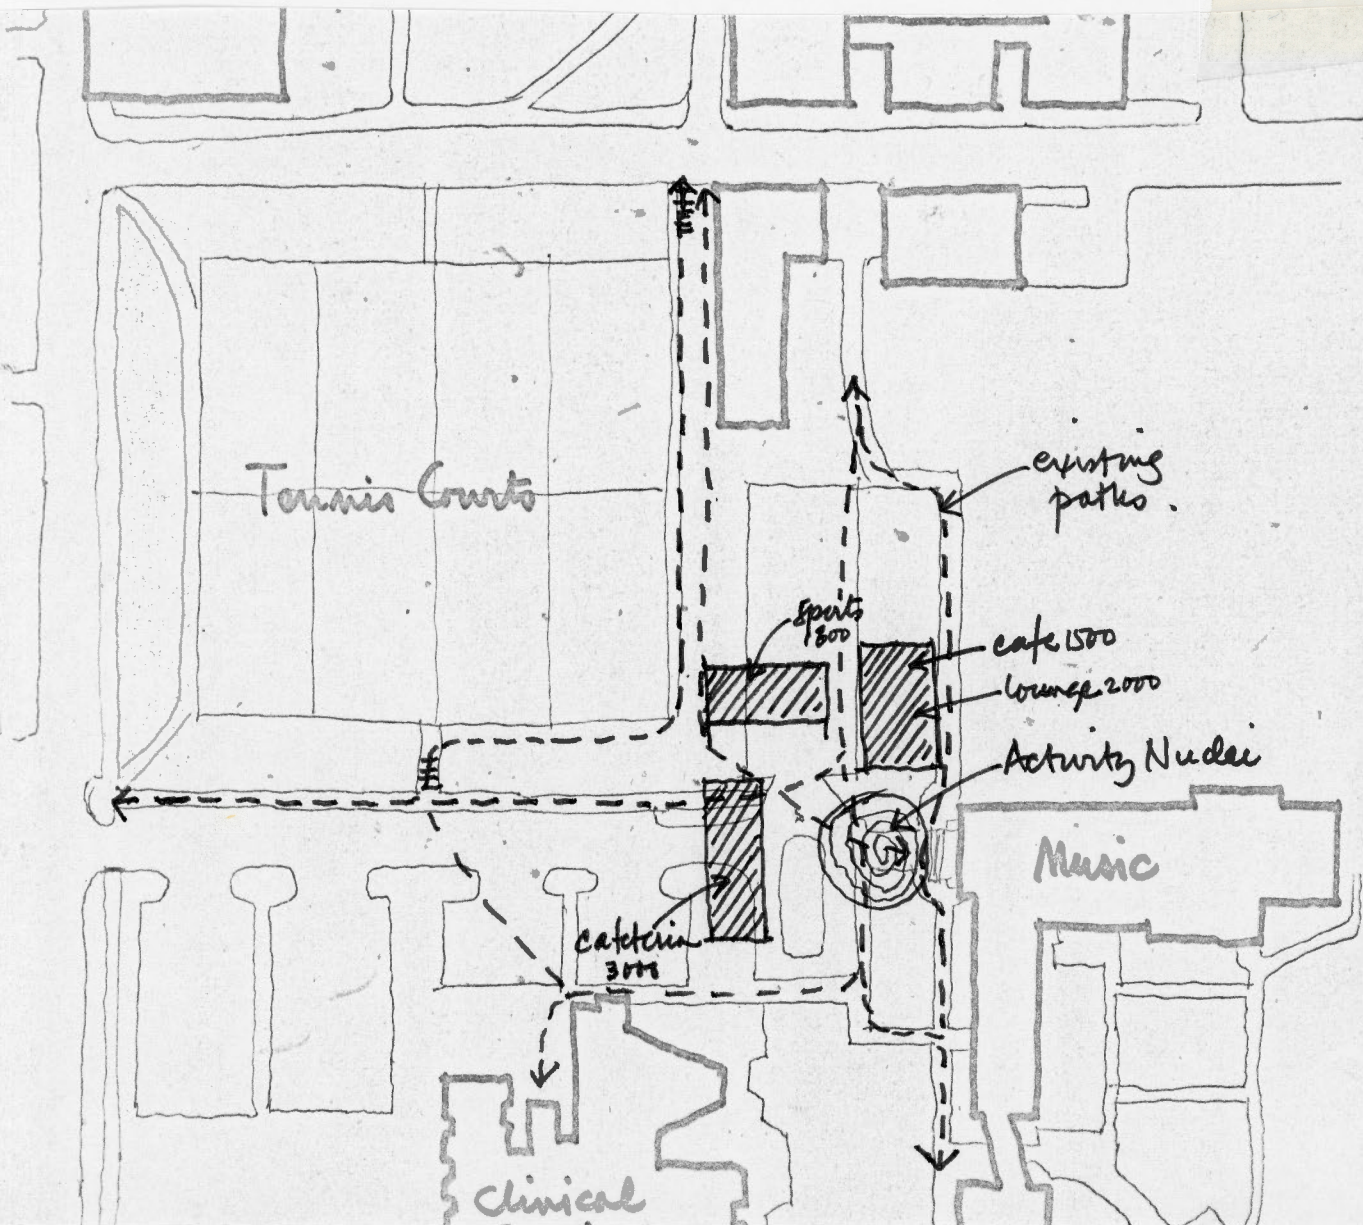 Tennis Courts
existing
paths.
sports
800
cafe 1500
lounge 2000
Activity Nuclei
Music
cafeteria
3000
Clinical